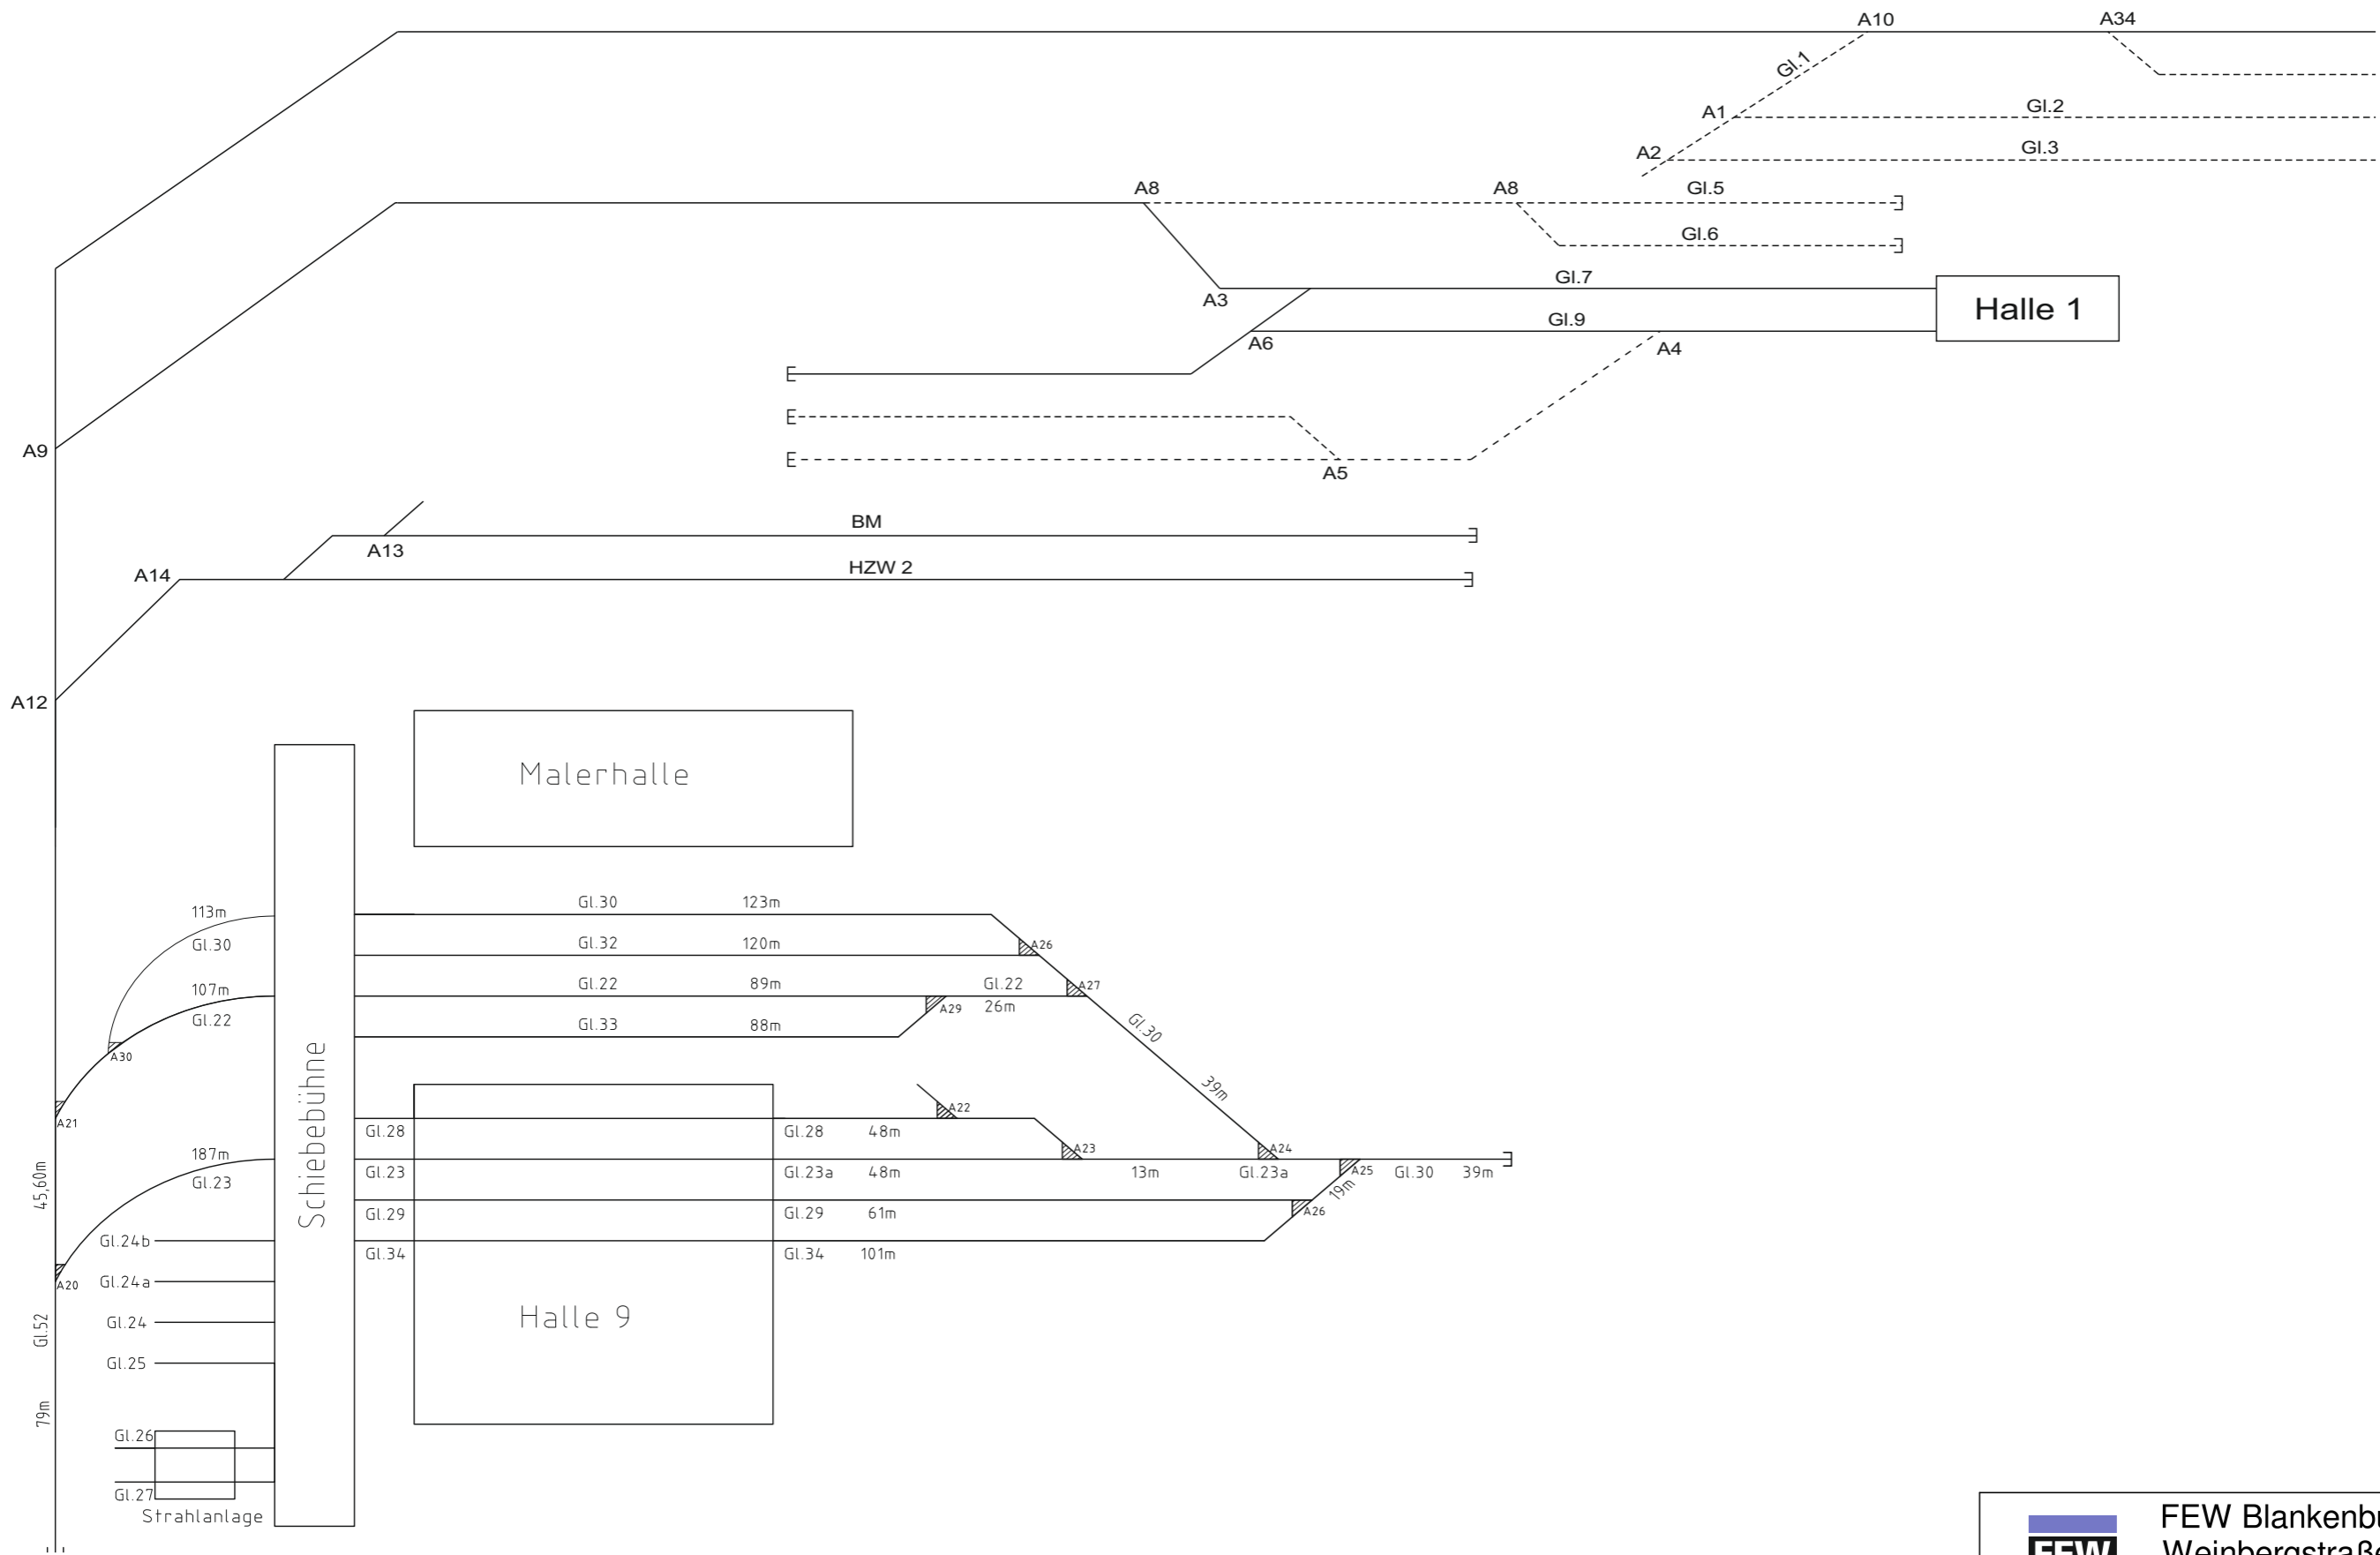 A10
A34
Gl.1
A1
Gl.2
A2
Gl.3
A8
A8
Gl.5
Gl.6
Gl.7
A3
Halle 1
Gl.9
A6
A4
A9
A5
BM
A13
A14
HZW 2
A12
Malerhalle
Gl.30 123m
113m
Gl.30
Gl.32 120m
A26
107m
Gl.22
Gl.22 89m
Gl.22
26m
A27
A29
Gl.33 88m
Gl.30
39m
A30
Schiebebühne
A21
A22
Gl.28
Gl.28 48m
187m
Gl.23
A23
A24
Gl.23
Gl.23a 48m
13m
Gl.23a
A25
Gl.30 39m
19m
45,60m
Gl.29
Gl.29 61m
A26
Gl.24b
Gl.34
Gl.34 101m
A20
Gl.24a
Gl.52
Gl.24
Halle 9
Gl.25
79m
Gl.26
Gl.27
Strahlanlage
FEW Blankenbu
FEW
Weinbergstraße